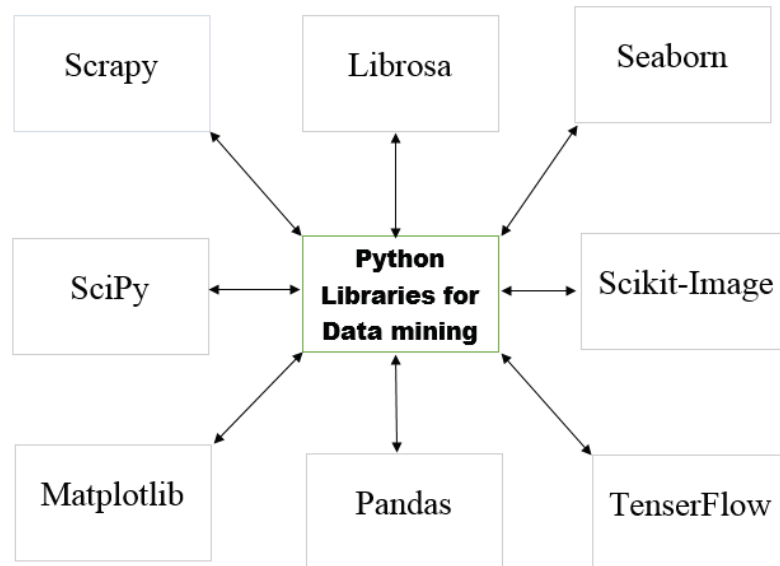 Scrapy
Librosa
Seaborn
SciPy
Python
Libraries for
Data mining
Scikit-Image
Matplotlib
Pandas
TenserFlow